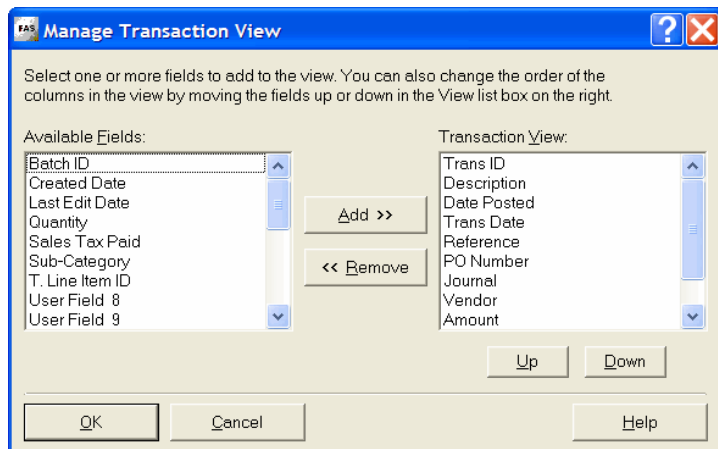 FAS Manage Transaction View
Select one or more fields to add to the view. You can also change the order of the
columns in the view by moving the fields up or down in the View list box on the right.
Available Fields:
Batch ID
Created Date
Last Edit Date
Quantity
Sales Tax Paid
Sub-Category
T. Line Item ID
User Field 8
User Field 9
Add >>
<< Remove
Transaction View:
Trans ID
Description
Date Posted
Trans Date
Reference
PO Number
Journal
Vendor
Amount
Up
Down
OK
Cancel
Help